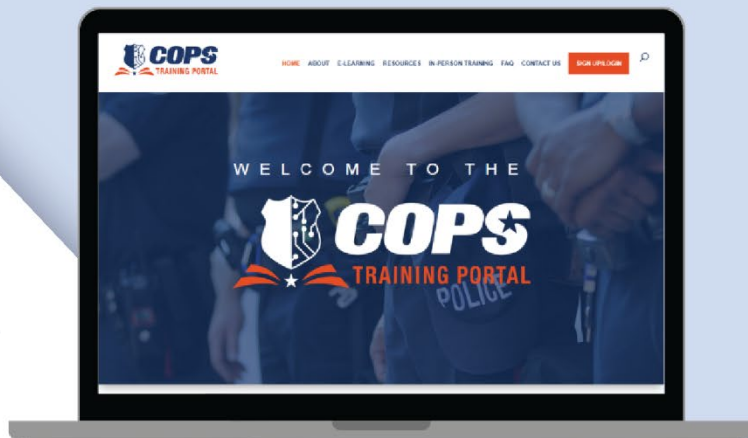 COPS
TRAINING PORTAL
HOME ABOUT E-LEARNING RESOURCES IN-PERSON TRAINING FAQ CONTACT US SIGN UP/LOGIN
WELCOME TO THE
COPS
TRAINING PORTAL
POLICE